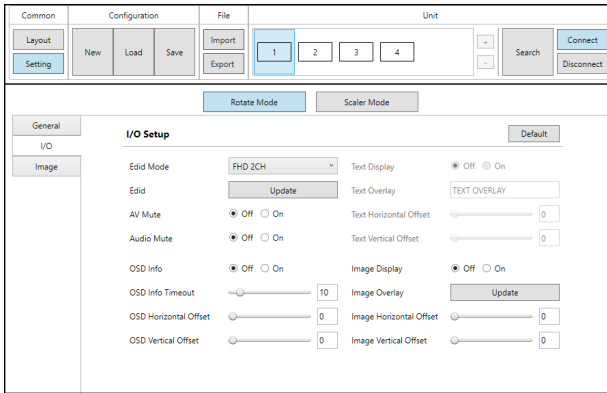 Common Configuration File Unit
Layout New Load Save Import 1 2 3 4 + Search Connect
Setting Export - Disconnect
Rotate Mode Scaler Mode
General
I/O
Image
I/O Setup Default
Edid Mode FHD 2CH Text Display Off On
Edid Update Text Overlay TEXT OVERLAY
AV Mute Off On Text Horizontal Offset 0
Audio Mute Off On Text Vertical Offset 0
OSD Info Off On Image Display Off On
OSD Info Timeout 10 Image Overlay Update
OSD Horizontal Offset 0 Image Horizontal Offset 0
OSD Vertical Offset 0 Image Vertical Offset 0